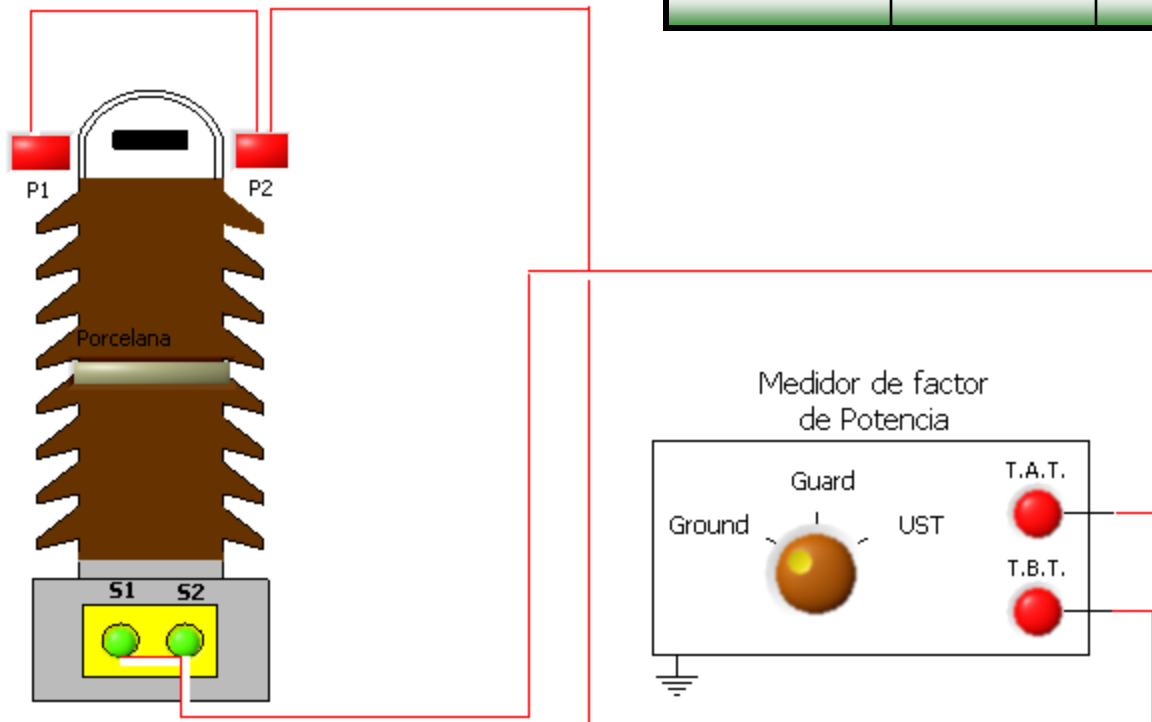 P1
P2
Porcelana
S1 S2
Medidor de factor
de Potencia
Ground
Guard
UST
T.A.T.
T.B.T.